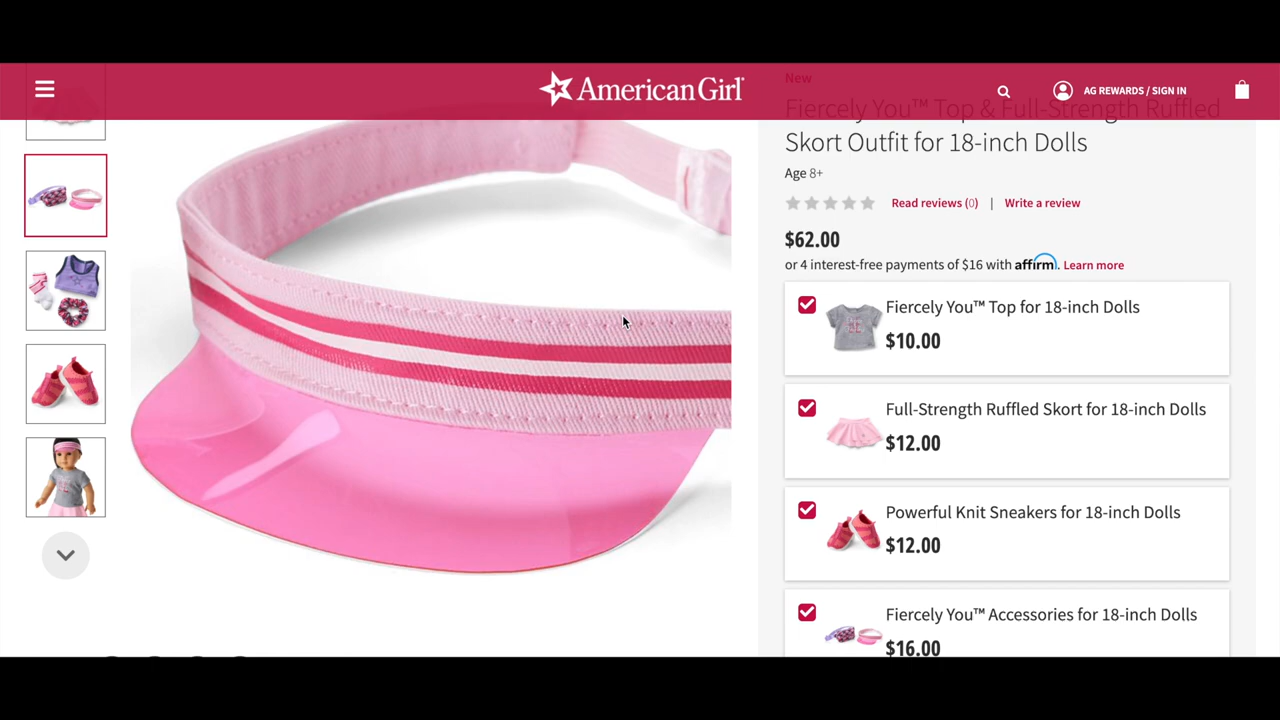 American Girl
AG REWARDS / SIGN IN
New
Fiercely You™ Top & Full-Strength Ruffled
Skort Outfit for 18-inch Dolls
Age 8+
Read reviews (0) | Write a review
$62.00
or 4 interest-free payments of $16 with affirm. Learn more
Fiercely You™ Top for 18-inch Dolls
$10.00
Full-Strength Ruffled Skort for 18-inch Dolls
$12.00
Powerful Knit Sneakers for 18-inch Dolls
$12.00
Fiercely You™ Accessories for 18-inch Dolls
$16.00